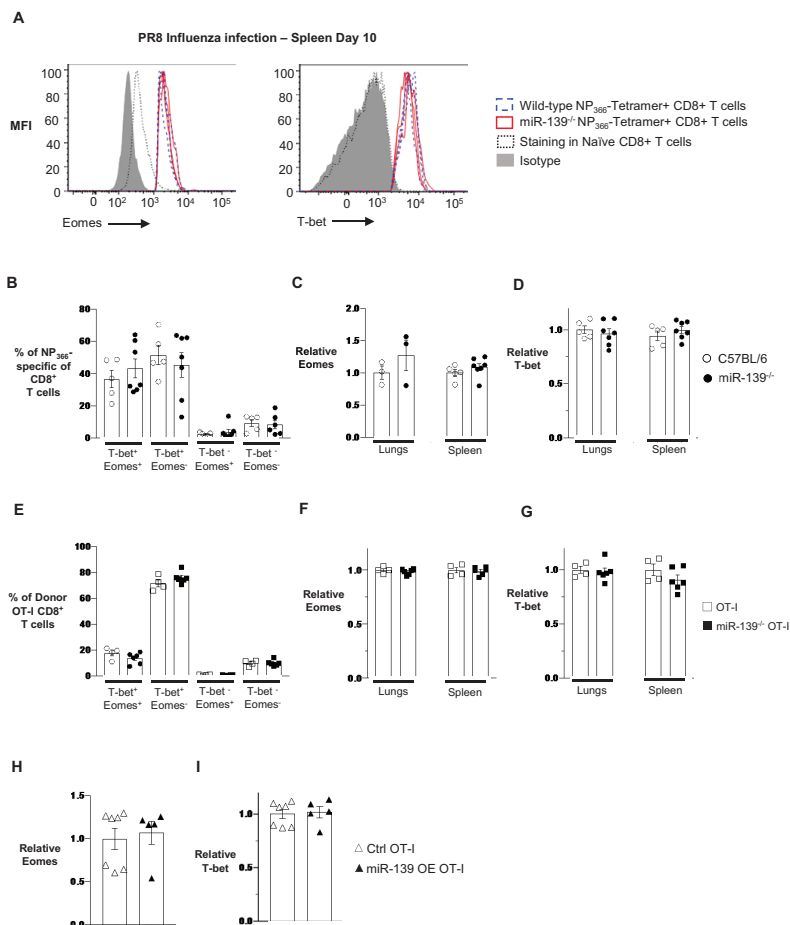 A
PR8 Influenza infection – Spleen Day 10
100
80
60
40
20
0
MFI
0 10² 10³ 10⁴ 10⁵
Eomes
100
80
60
40
20
0
0 10³ 10⁴ 10⁵
T-bet
Wild-type NP₃₆₆-Tetramer+ CD8+ T cells
miR-139⁻/⁻ NP₃₆₆-Tetramer+ CD8+ T cells
Staining in Naïve CD8+ T cells
Isotype
B
% of NP₃₆₆-
specific of
CD8⁺
T cells
80
60
40
20
0
T-bet⁺ T-bet⁺ T-bet⁻ T-bet⁻
Eomes⁺ Eomes⁻ Eomes⁺ Eomes⁻
C
Relative
Eomes
2.0
1.5
1.0
0.5
0.0
Lungs Spleen
D
Relative
T-bet
1.0
0.5
0.0
Lungs Spleen
C57BL/6
miR-139⁻/⁻
E
% of Donor
OT-I CD8⁺
T cells
100
80
60
40
20
0
T-bet⁺ T-bet⁺ T-bet⁻ T-bet⁻
Eomes⁺ Eomes⁻ Eomes⁺ Eomes⁻
F
Relative
Eomes
1.0
0.5
0.0
Lungs Spleen
G
Relative
T-bet
1.0
0.5
0.0
Lungs Spleen
OT-I
miR-139⁻/⁻ OT-I
H
Relative
Eomes
1.5
1.0
0.5
0.0
I
Relative
T-bet
1.0
0.5
0.0
Ctrl OT-I
miR-139 OE OT-I